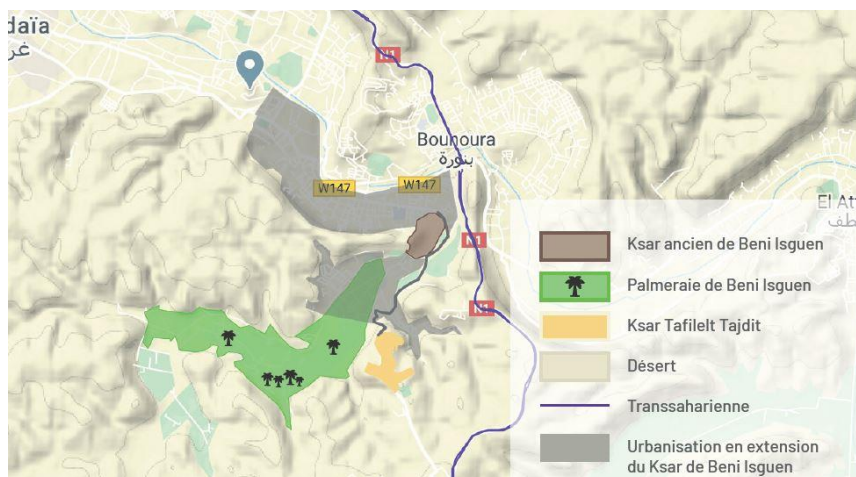 daïa
غر
N1
Bounoura
بنورة
W147
W147
N1
N1
El At
طف
Ksar ancien de Beni Isguen
Palmeraie de Beni Isguen
Ksar Tafilelt Tajdit
Désert
Transsaharienne
Urbanisation en extension
du Ksar de Beni Isguen